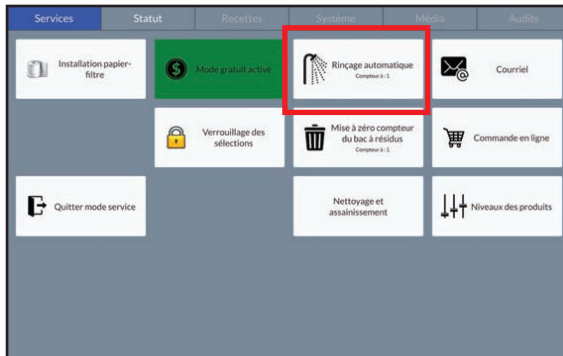 Services
Statut
Recettes
Système
Média
Audits
Installation papier-
filtre
Mode gratuit activé
Rinçage automatique
Compteur à : 1
Courriel
Verrouillage des
sélections
Mise à zéro compteur
du bac à résidus
Compteur à : 1
Commande en ligne
Quitter mode service
Nettoyage et
assainissement
Niveaux des produits